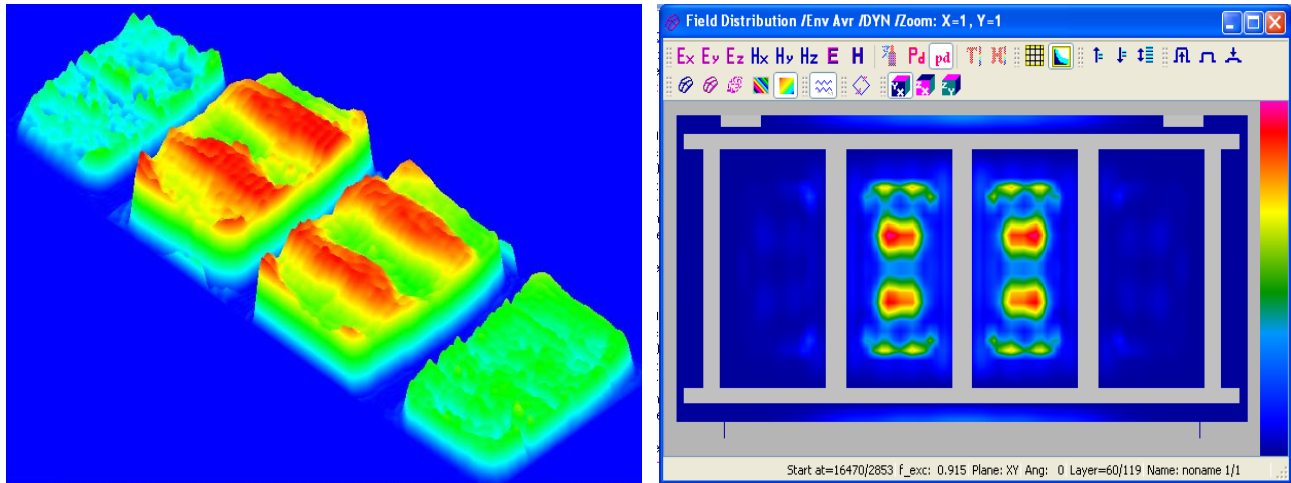 Field Distribution /Env Avr /DYN /Zoom: X=1, Y=1
Ex Ey Ez Hx Hy Hz E H Pd pd
Start at=16470/2853 f_exc: 0.915 Plane: XY Ang: 0 Layer=60/119 Name: noname 1/1